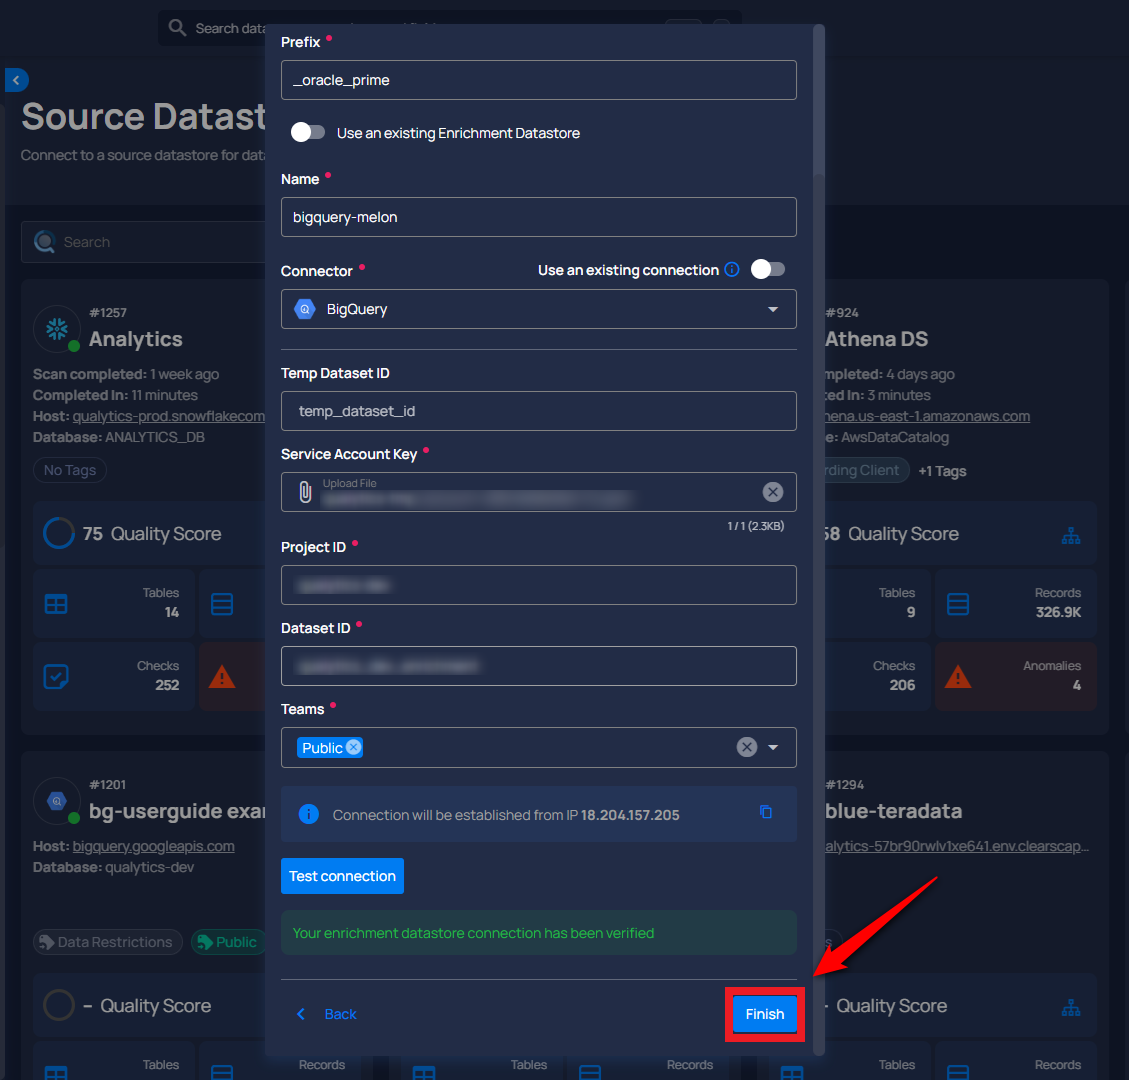 Search data
Prefix
_oracle_prime
Source Datast
Use an existing Enrichment Datastore
Connect to a source datastore for data
Name
bigquery-melon
Search
Connector
Use an existing connection
BigQuery
#1257
Analytics
#924
Athena DS
Scan completed: 1 week ago
Completed In: 11 minutes
Host: qualytics-prod.snowflakecom
Database: ANALYTICS_DB
No Tags
mpleted: 4 days ago
ed In: 3 minutes
hena.us-east-1.amazonaws.com
e: AwsDataCatalog
rding Client
+1 Tags
Temp Dataset ID
temp_dataset_id
Service Account Key
Upload File
1 / 1 (2.3KB)
75 Quality Score
68 Quality Score
Project ID
Tables
14
Tables
9
Records
326.9K
Dataset ID
Checks
252
Checks
206
Anomalies
4
Teams
Public
#1201
bg-userguide exar
#1294
blue-teradata
Host: bigquery.googleapis.com
Database: qualytics-dev
alytics-57br90rwlv1xe641.env.clearscap...
Connection will be established from IP 18.204.157.205
Test connection
Data Restrictions
Public
Your enrichment datastore connection has been verified
– Quality Score
- Quality Score
Back
Finish
Tables
Records
Tables
Records
Tables
Records